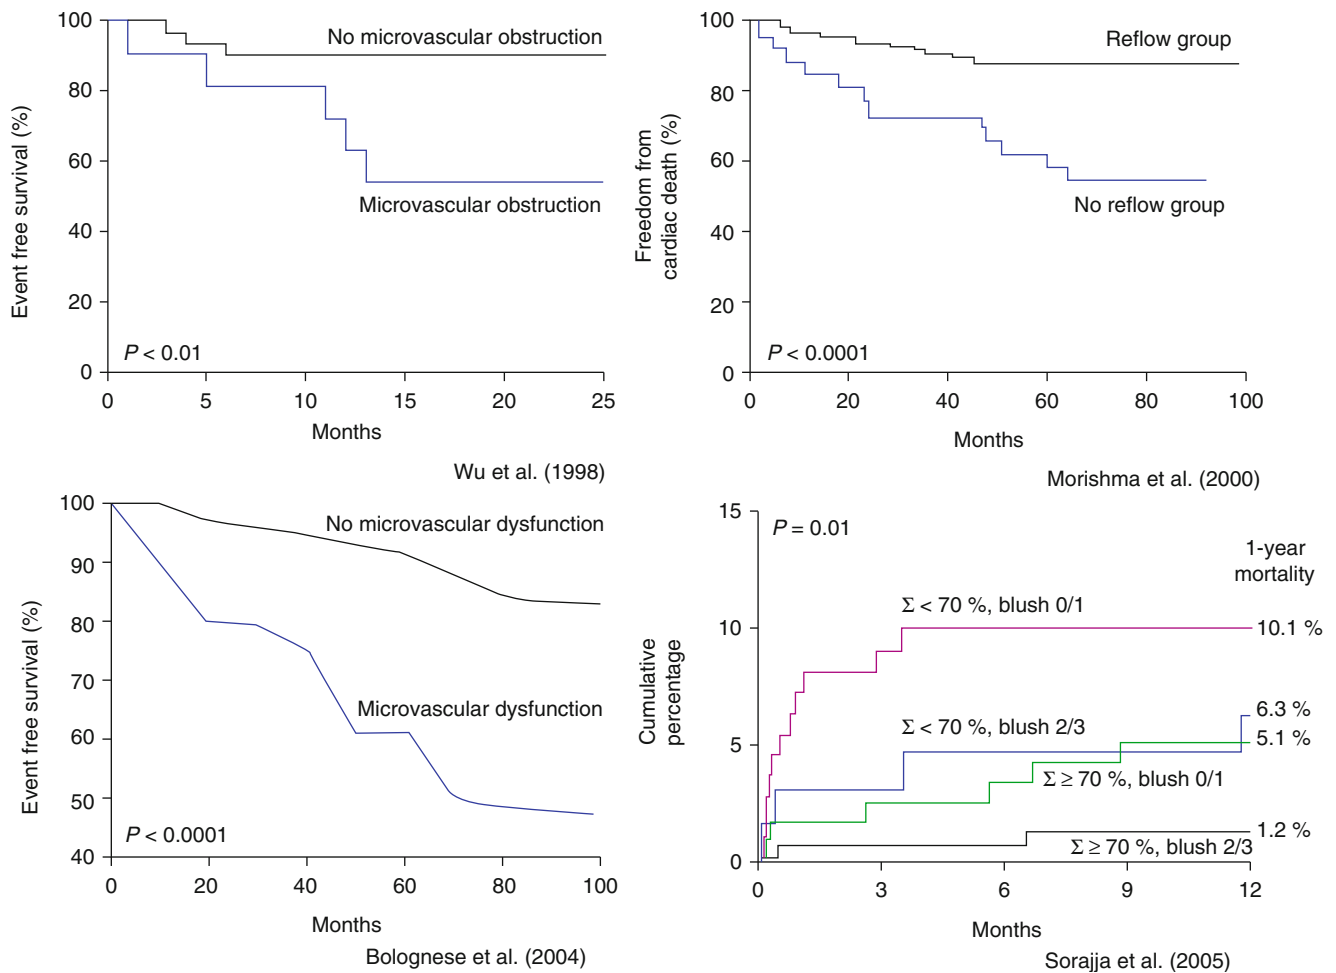 Event free survival (%)
100
80
60
40
20
0
No microvascular obstruction
Microvascular obstruction
P < 0.01
0 5 10 15 20 25
Months
Wu et al. (1998)
Freedom from
cardiac death (%)
100
80
60
40
20
0
Reflow group
No reflow group
P < 0.0001
20 40 60 80 100
Months
Morishma et al. (2000)
Event free survival (%)
100
90
80
70
60
50
40
No microvascular dysfunction
Microvascular dysfunction
P < 0.0001
0 20 40 60 80 100
Months
Bolognese et al. (2004)
Cumulative
percentage
15
10
5
0
P = 0.01
1-year
mortality
Σ < 70 %, blush 0/1
10.1 %
Σ < 70 %, blush 2/3
6.3 %
5.1 %
Σ ≥ 70 %, blush 0/1
1.2 %
Σ ≥ 70 %, blush 2/3
0 3 6 9 12
Months
Sorajja et al. (2005)